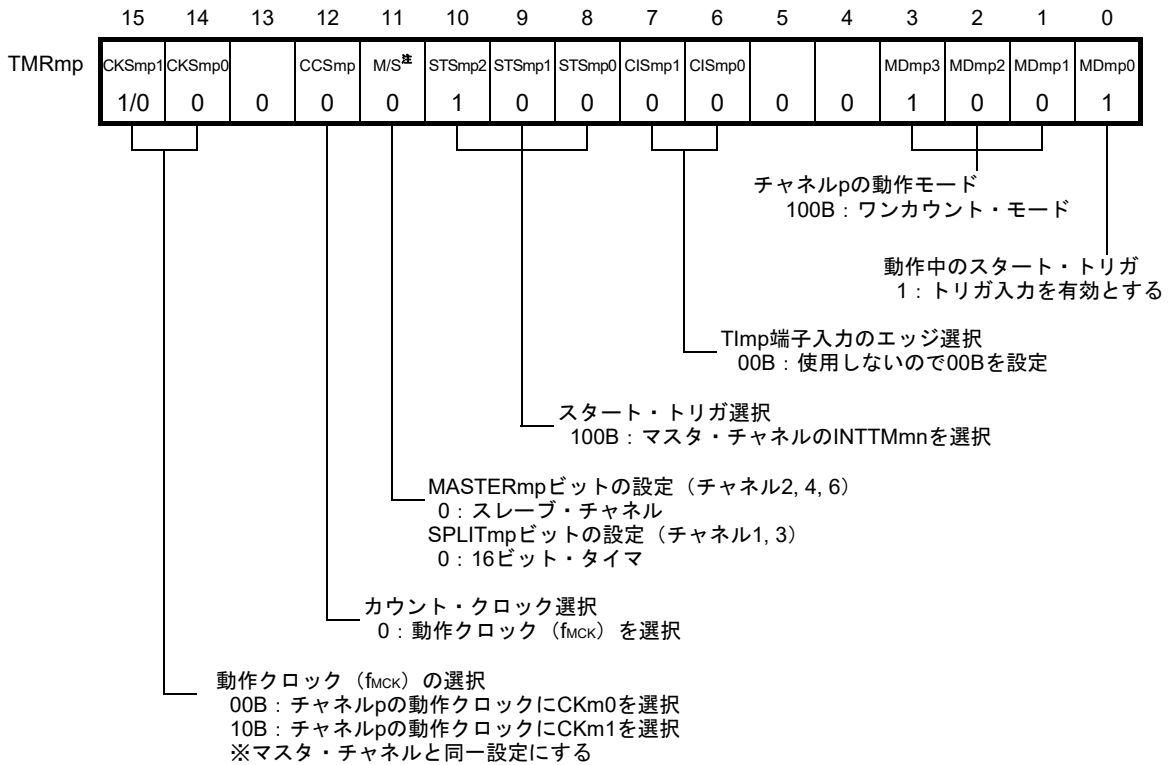 15 14 13 12 11 10 9 8 7 6 5 4 3 2 1 0
TMRmp CKSmp1 CKSmp0 CCSmp M/S注 STSmp2 STSmp1 STSmp0 CISmp1 CISmp0 MDmp3 MDmp2 MDmp1 MDmp0
1/0 0 0 0 0 1 0 0 0 0 0 0 1 0 0 1
チャネルpの動作モード
100B：ワンカウント・モード
動作中のスタート・トリガ
1：トリガ入力を有効とする
TImp端子入力のエッジ選択
00B：使用しないので00Bを設定
スタート・トリガ選択
100B：マスタ・チャネルのINTTMmnを選択
MASTERmpビットの設定（チャネル2, 4, 6）
0：スレーブ・チャネル
SPLITmpビットの設定（チャネル1, 3）
0：16ビット・タイマ
カウント・クロック選択
0：動作クロック（fMCK）を選択
動作クロック（fMCK）の選択
00B：チャネルpの動作クロックにCKm0を選択
10B：チャネルpの動作クロックにCKm1を選択
※マスタ・チャネルと同一設定にする